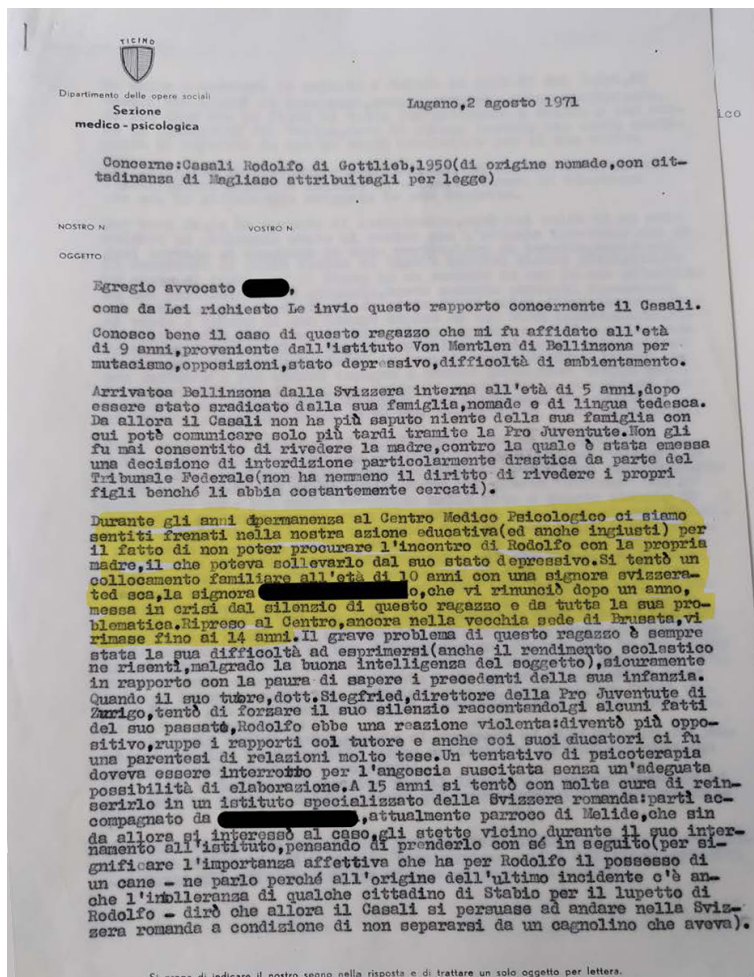 TICINO
Dipartimento delle opere sociali
Sezione
medico - psicologica
Lugano,2 agosto 1971
ico
Concerne:Casali Rodolfo di Gottlieb,1950(di origine nomade,con cit-
tadinanza di Magliaso attribuitagli per legge)
NOSTRO N
VOSTRO N
OGGETTO
Egregio avvocato
come da Lei richiesto Le invio questo rapporto concernente il Casali.
Conosco bene il caso di questo ragazzo che mi fu affidato all'età
di 9 anni,proveniente dall'istituto Von Mentlen di Bellinzona per
mutacismo,opposizioni,stato depressivo,difficoltà di ambientamento.
Arrivatoa Bellinzona dalla Svizzera interna all'età di 5 anni,dopo
essere stato sradicato dalla sua famiglia,nomade e di lingua tedesca.
Da allora il Casali non ha più saputo niente della sua famiglia con
cui potè comunicare solo più tardi tramite la Pro Juventute.Non gli
fu mai consentito di rivedere la madre,contro la quale è stata emessa
una decisione di interdizione particolarmente drastica da parte del
Tribunale Federale(non ha nemmeno il diritto di rivedere i propri
figli benchè li abbia costantemente cercati).
Durante gli anni dpermanenza al Centro Medico Psicologico ci siamo
sentiti frenati nella nostra azione educativa(ed anche ingiusti) per
il fatto di non poter procurare l'incontro di Rodolfo con la propria
madre,il che poteva sollevarlo dal suo stato depressivo.Si tentò un
collocamento familiare all'età di 10 anni con una signora svizzera-
ted sca,la signora o,che vi rinunciò dopo un anno,
messa in crisi dal silenzio di questo ragazzo e da tutta la sua pro-
blematica.Ripreso al Centro,ancora nella vecchia sede di Brusata,vi
rimase fino ai 14 anni.Il grave problema di questo ragazzo è sempre
stata la sua difficoltà ad esprimersi(anche il rendimento scolastico
ne risentì,malgrado la buona intelligenza del soggetto),sicuramente
in rapporto con la paura di sapere i precedenti della sua infanzia.
Quando il suo tutore,dott.Siegfried,direttore della Pro Juventute di
Zurigo,tentò di forzare il suo silenzio raccontandolgi alcuni fatti
del suo passato,Rodolfo ebbe una reazione violenta:diventò più oppo-
sitivo,ruppe i rapporti col tutore e anche coi suoi educatori ci fu
una parentesi di relazioni molto tese.Un tentativo di psicoterapia
doveva essere interrotto per l'angoscia suscitata senza un'adeguata
possibilità di elaborazione.A 15 anni si tentò con molta cura di rein-
serirlo in un istituto specializzato della Svizzera romanda:partì ac-
compagnato da ,attualmente parroco di Melide,che sin
da allora si interessò al caso,gli stette vicino durante il suo inter-
namento all'istituto,pensando di prenderlo con sé in seguito(per si-
gnificare l'importanza affettiva che ha per Rodolfo il possesso di
un cane - ne parlo perché all'origine dell'ultimo incidente c'è an-
che l'intolleranza di qualche cittadino di Stabio per il lupetto di
Rodolfo - dirò che allora il Casali si persuase ad andare nella Sviz-
zera romanda a condizione di non separarsi da un cagnolino che aveva).
Si prega di indicare il nostro segno nella risposta e di trattare un solo oggetto per lettera.